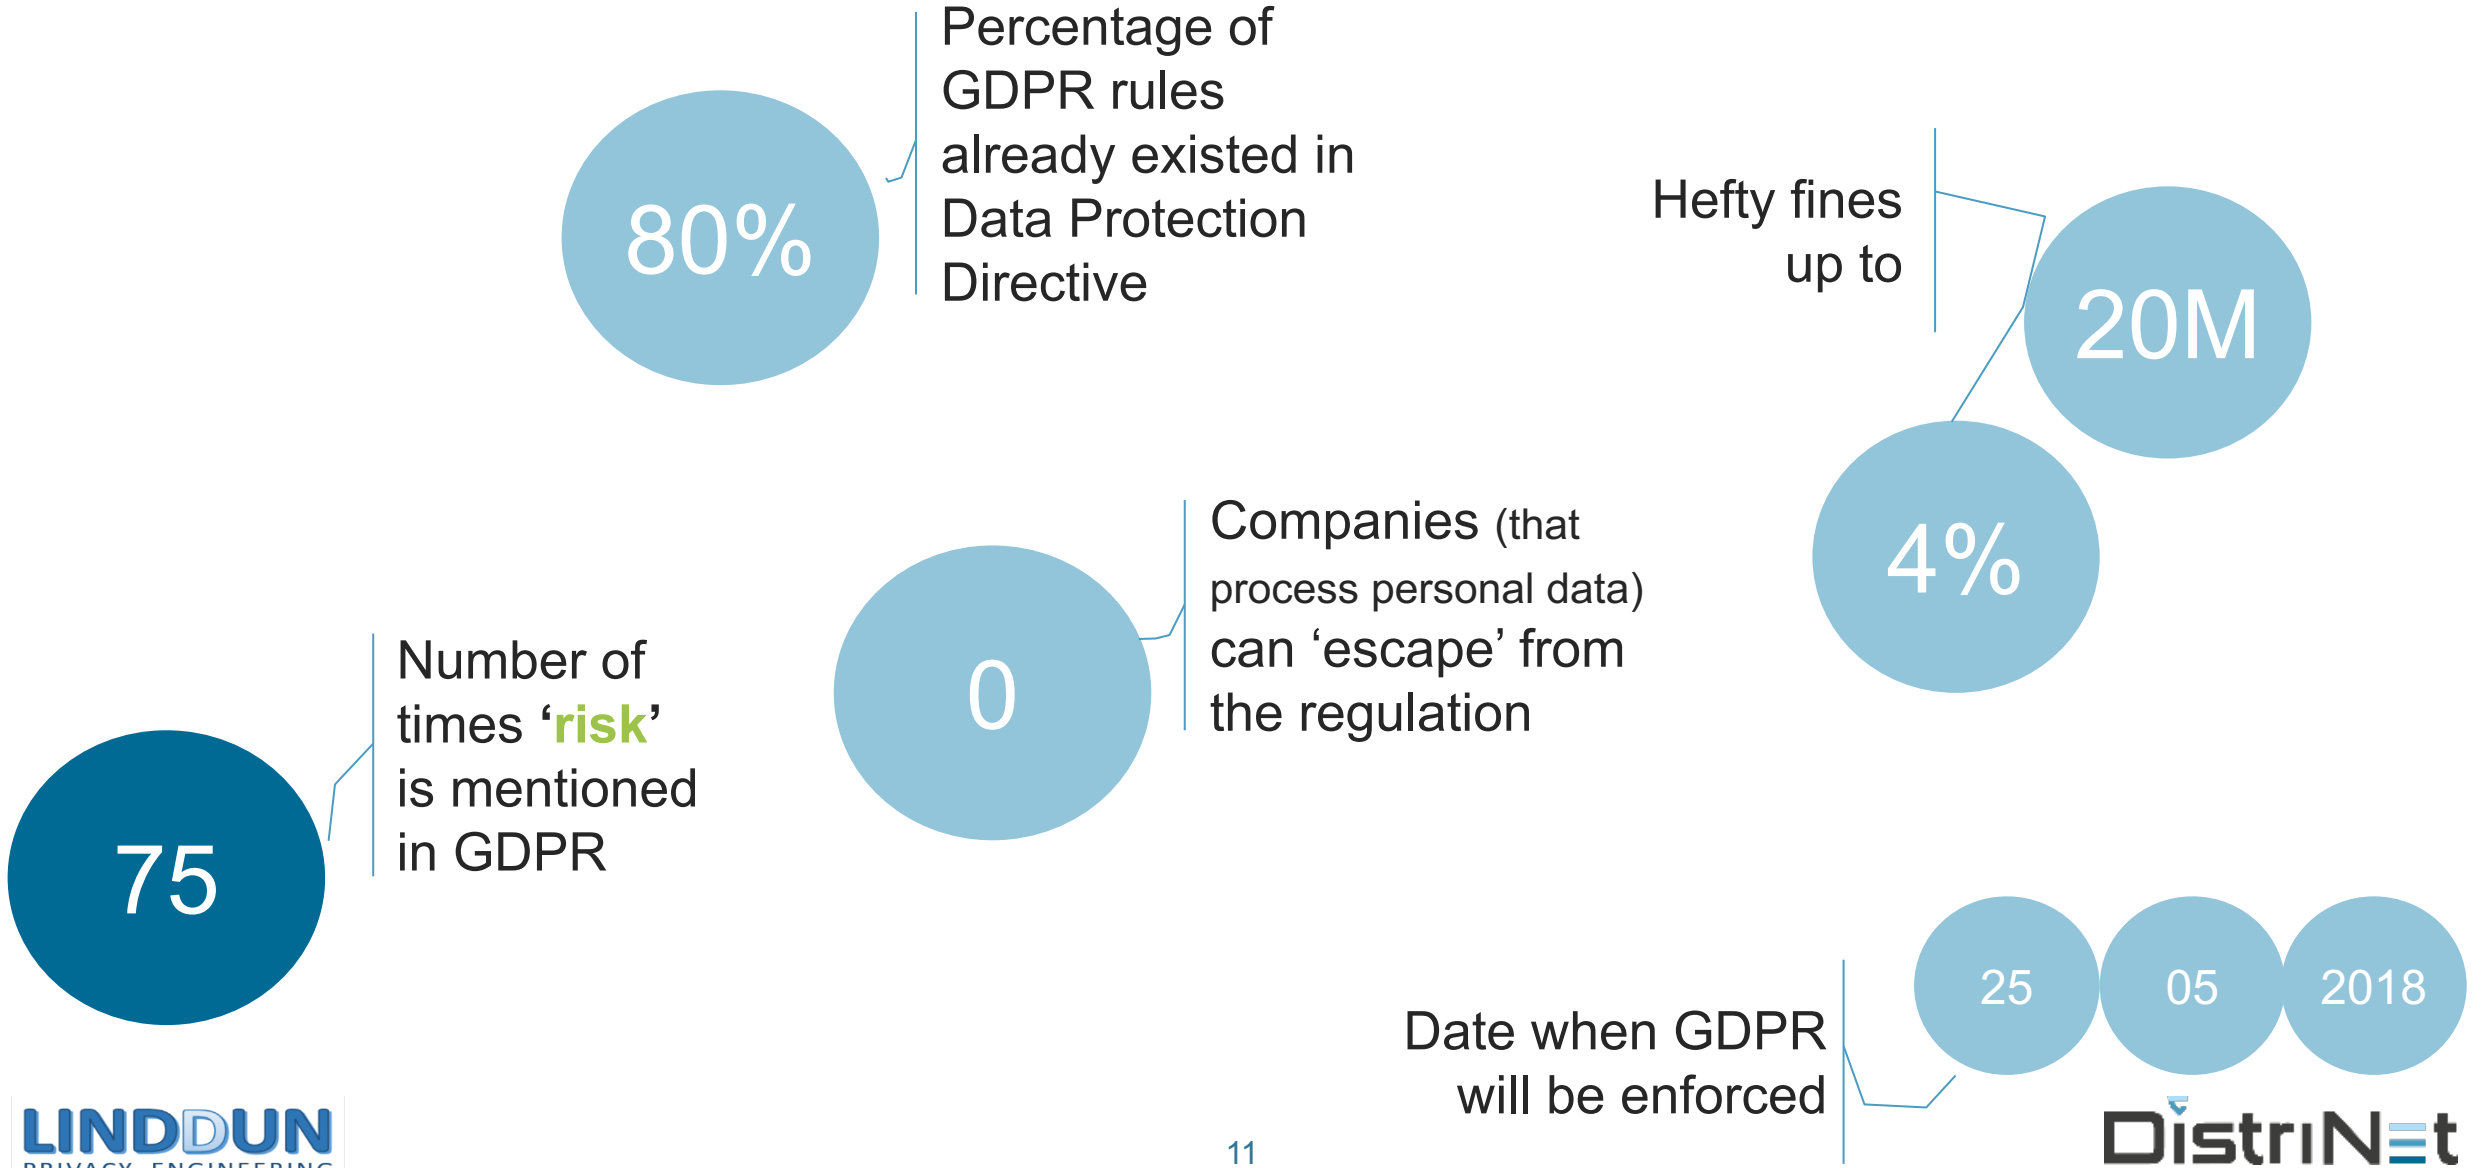 80%
Percentage of
GDPR rules
already existed in
Data Protection
Directive
Hefty fines
up to
20M
4%
0
Companies (that
process personal data)
can ‘escape’ from
the regulation
75
Number of
times ‘risk’
is mentioned
in GDPR
25 05 2018
Date when GDPR
will be enforced
LINDDUN
PRIVACY ENGINEERING
11
DistriNet